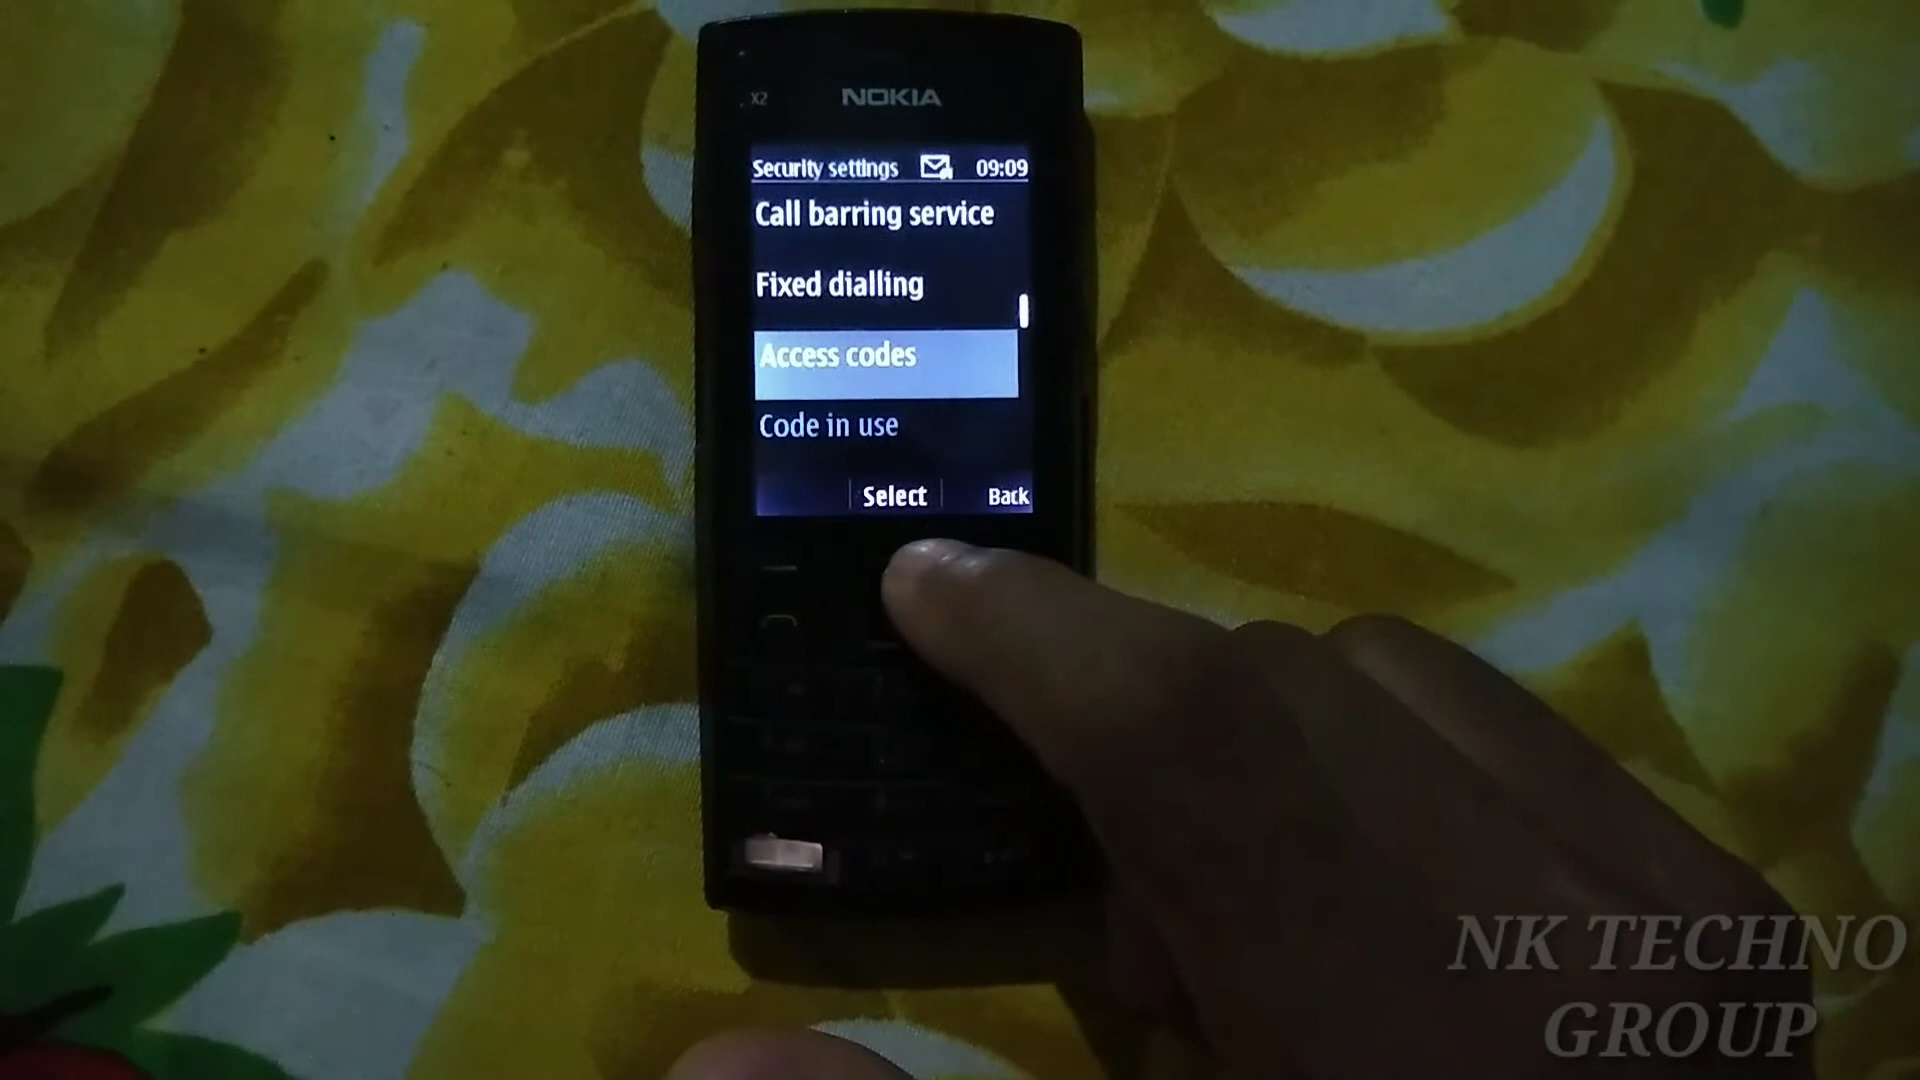 X2
NOKIA
Security settings 09:09
Call barring service
Fixed dialling
Access codes
Code in use
Select Back
NK TECHNO
GROUP